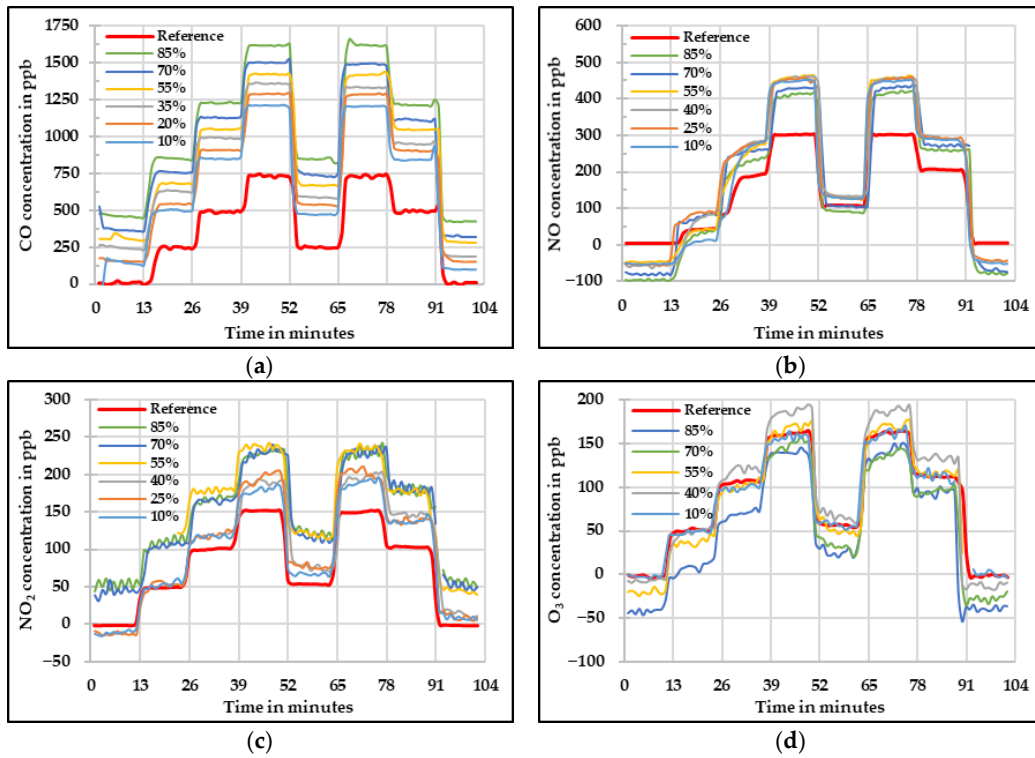 1750
1500
1250
1000
750
500
250
0
CO concentration in ppb
Reference
85%
70%
55%
35%
20%
10%
0 13 26 39 52 65 78 91 104
Time in minutes
(a)
600
500
400
300
200
100
0
−100
NO concentration in ppb
Reference
85%
70%
55%
40%
25%
10%
0 13 26 39 52 65 78 91 104
Time in minutes
(b)
300
250
200
150
100
50
0
−50
NO2 concentration in ppb
Reference
85%
70%
55%
40%
25%
10%
0 13 26 39 52 65 78 91 104
Time in minutes
(c)
200
150
100
50
0
−50
−100
O3 concentration in ppb
Reference
85%
70%
55%
40%
10%
0 13 26 39 52 65 78 91 104
Time in minutes
(d)